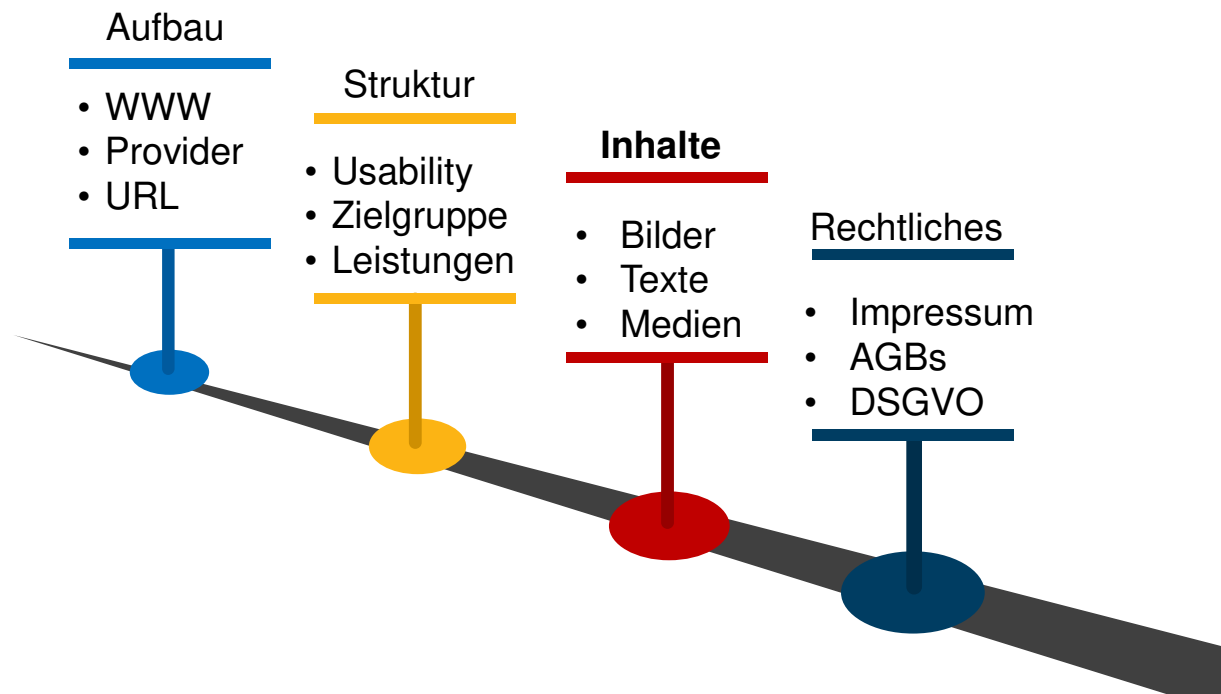 Aufbau
• WWW
• Provider
• URL
Struktur
• Usability
• Zielgruppe
• Leistungen
Inhalte
• Bilder
• Texte
• Medien
Rechtliches
• Impressum
• AGBs
• DSGVO